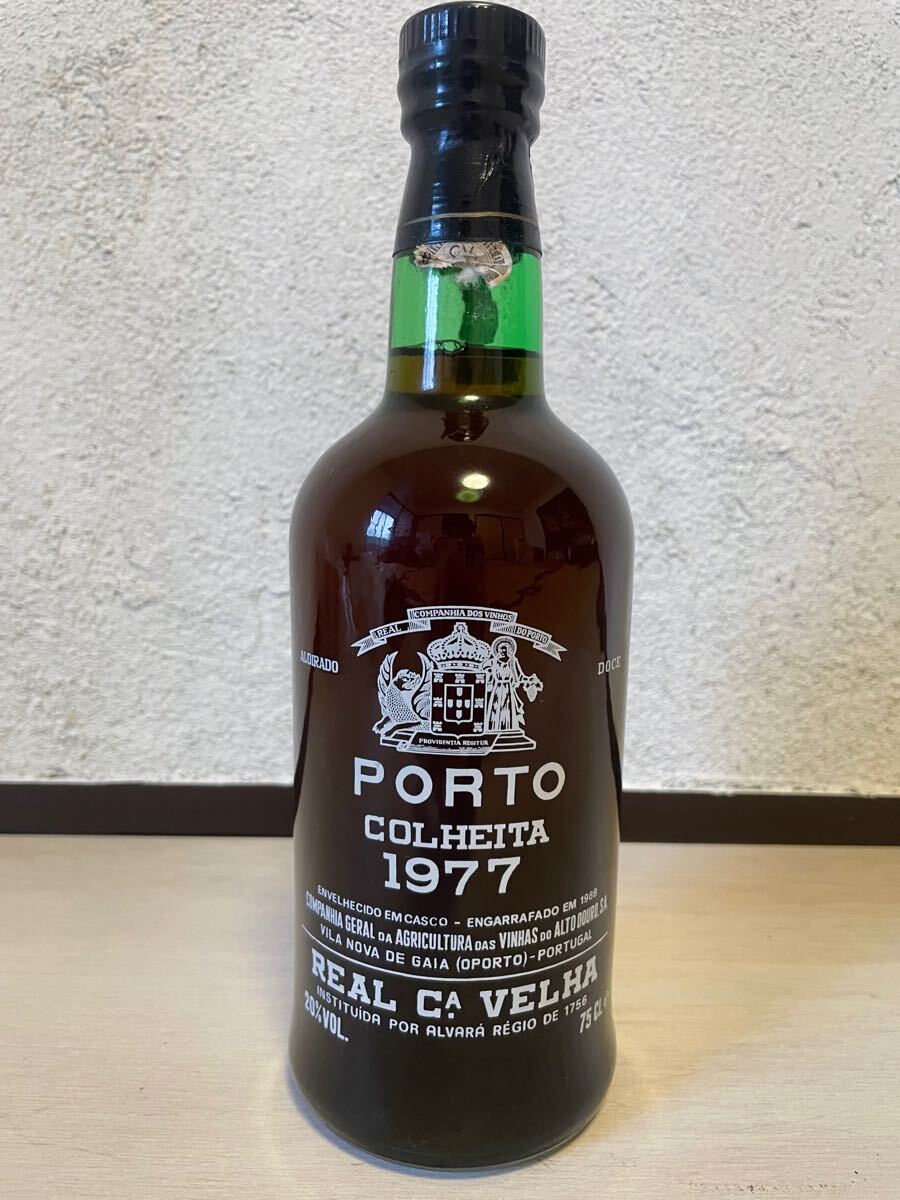 REAL COMPANHIA DOS VINHOS DO PORTO
ALOIRADO
DOCE
PROVIDENTIA REGITUR
PORTO
COLHEITA
1977
ENVELHECIDO EM CASCO - ENGARRAFADO EM 1988
COMPANHIA GERAL DA AGRICULTURA DAS VINHAS DO ALTO DOURO, S.A.
VILA NOVA DE GAIA (OPORTO) - PORTUGAL
REAL CA. VELHA
INSTITUÍDA POR ALVARÁ RÉGIO DE 1756
20% VOL.
75 CL